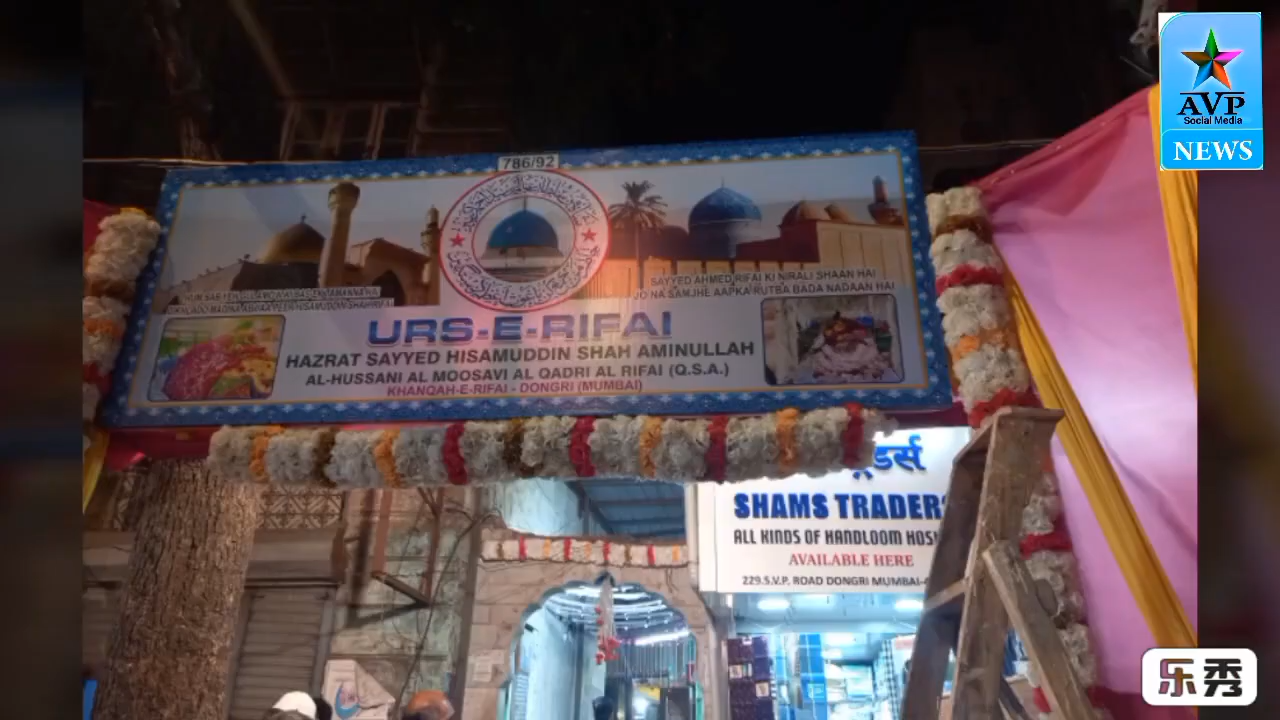 AVP
Social Media
NEWS
786/92
SAYYED AHMED RIFAI KI NIRALI SHAAN HAI
JO NA SAMJHE AAPKA RUTBA BADA NADAAN HAI
URS-E-RIFAI
HAZRAT SAYYED HISAMUDDIN SHAH AMINULLAH
AL-HUSSANI AL MOOSAVI AL QADRI AL RIFAI (Q.S.A.)
KHANQAH-E-RIFAI - DONGRI (MUMBAI)
SHAMS TRADERS
ALL KINDS OF HANDLOOM
AVAILABLE HERE
229.S.V.P. ROAD DONGRI MUMBAI
乐秀